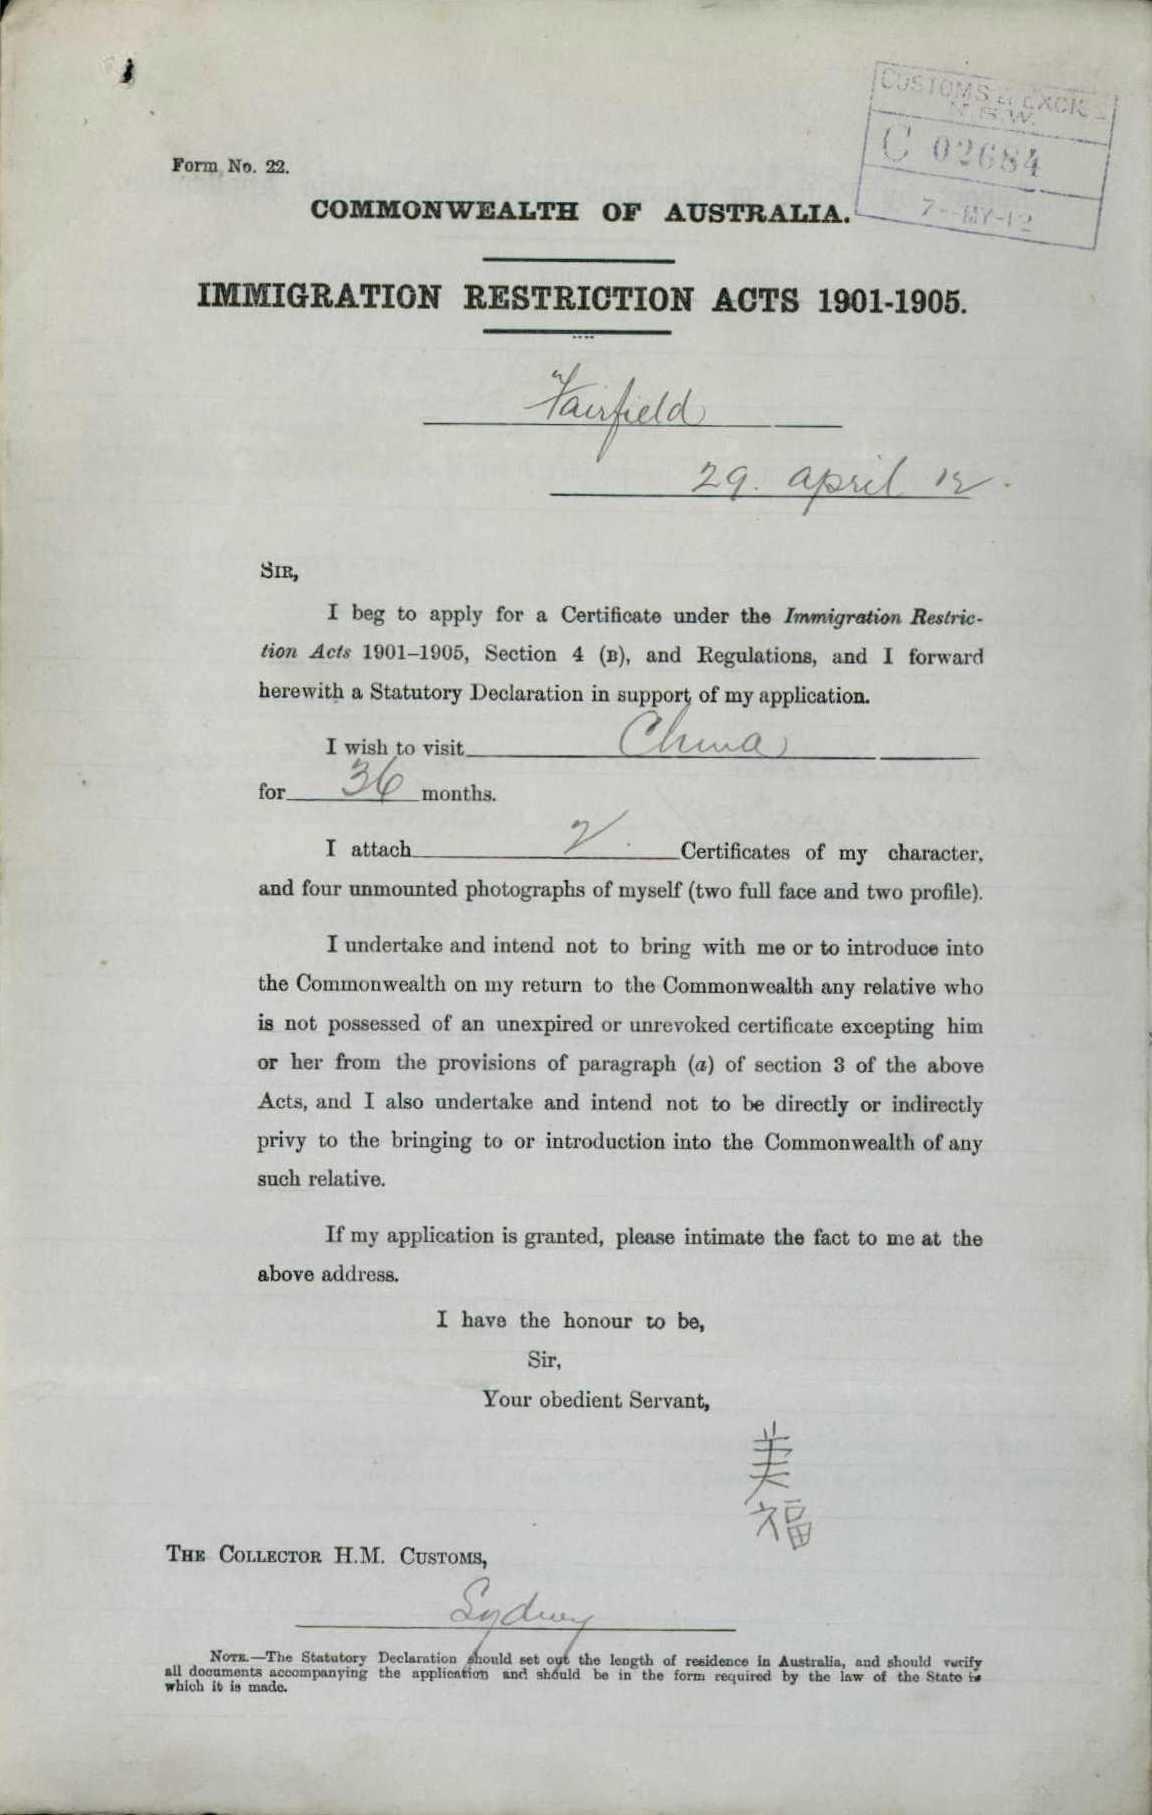 CUSTOMS & EXCIS
N.S.W.
C 02684
7--MY-12
Form No. 22.
COMMONWEALTH OF AUSTRALIA.
IMMIGRATION RESTRICTION ACTS 1901-1905.
Fairfield
29. april 12.
SIR,
I beg to apply for a Certificate under the Immigration Restric-
tion Acts 1901–1905, Section 4 (B), and Regulations, and I forward
herewith a Statutory Declaration in support of my application.
I wish to visit China
for 36 months.
I attach 2. Certificates of my character,
and four unmounted photographs of myself (two full face and two profile).
I undertake and intend not to bring with me or to introduce into
the Commonwealth on my return to the Commonwealth any relative who
is not possessed of an unexpired or unrevoked certificate excepting him
or her from the provisions of paragraph (a) of section 3 of the above
Acts, and I also undertake and intend not to be directly or indirectly
privy to the bringing to or introduction into the Commonwealth of any
such relative.
If my application is granted, please intimate the fact to me at the
above address.
I have the honour to be,
Sir,
Your obedient Servant,
美
福
THE COLLECTOR H.M. CUSTOMS,
Sydney
NOTE.—The Statutory Declaration should set out the length of residence in Australia, and should verify
all documents accompanying the application and should be in the form required by the law of the State in
which it is made.